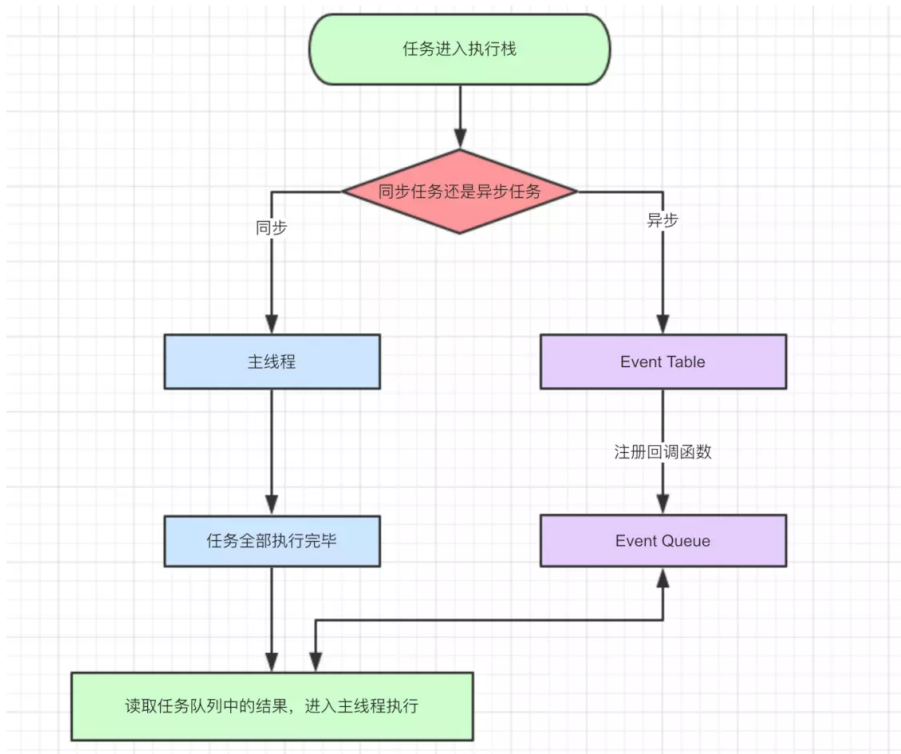 任务进入执行栈
同步任务还是异步任务
同步
异步
主线程
Event Table
注册回调函数
任务全部执行完毕
Event Queue
读取任务队列中的结果，进入主线程执行